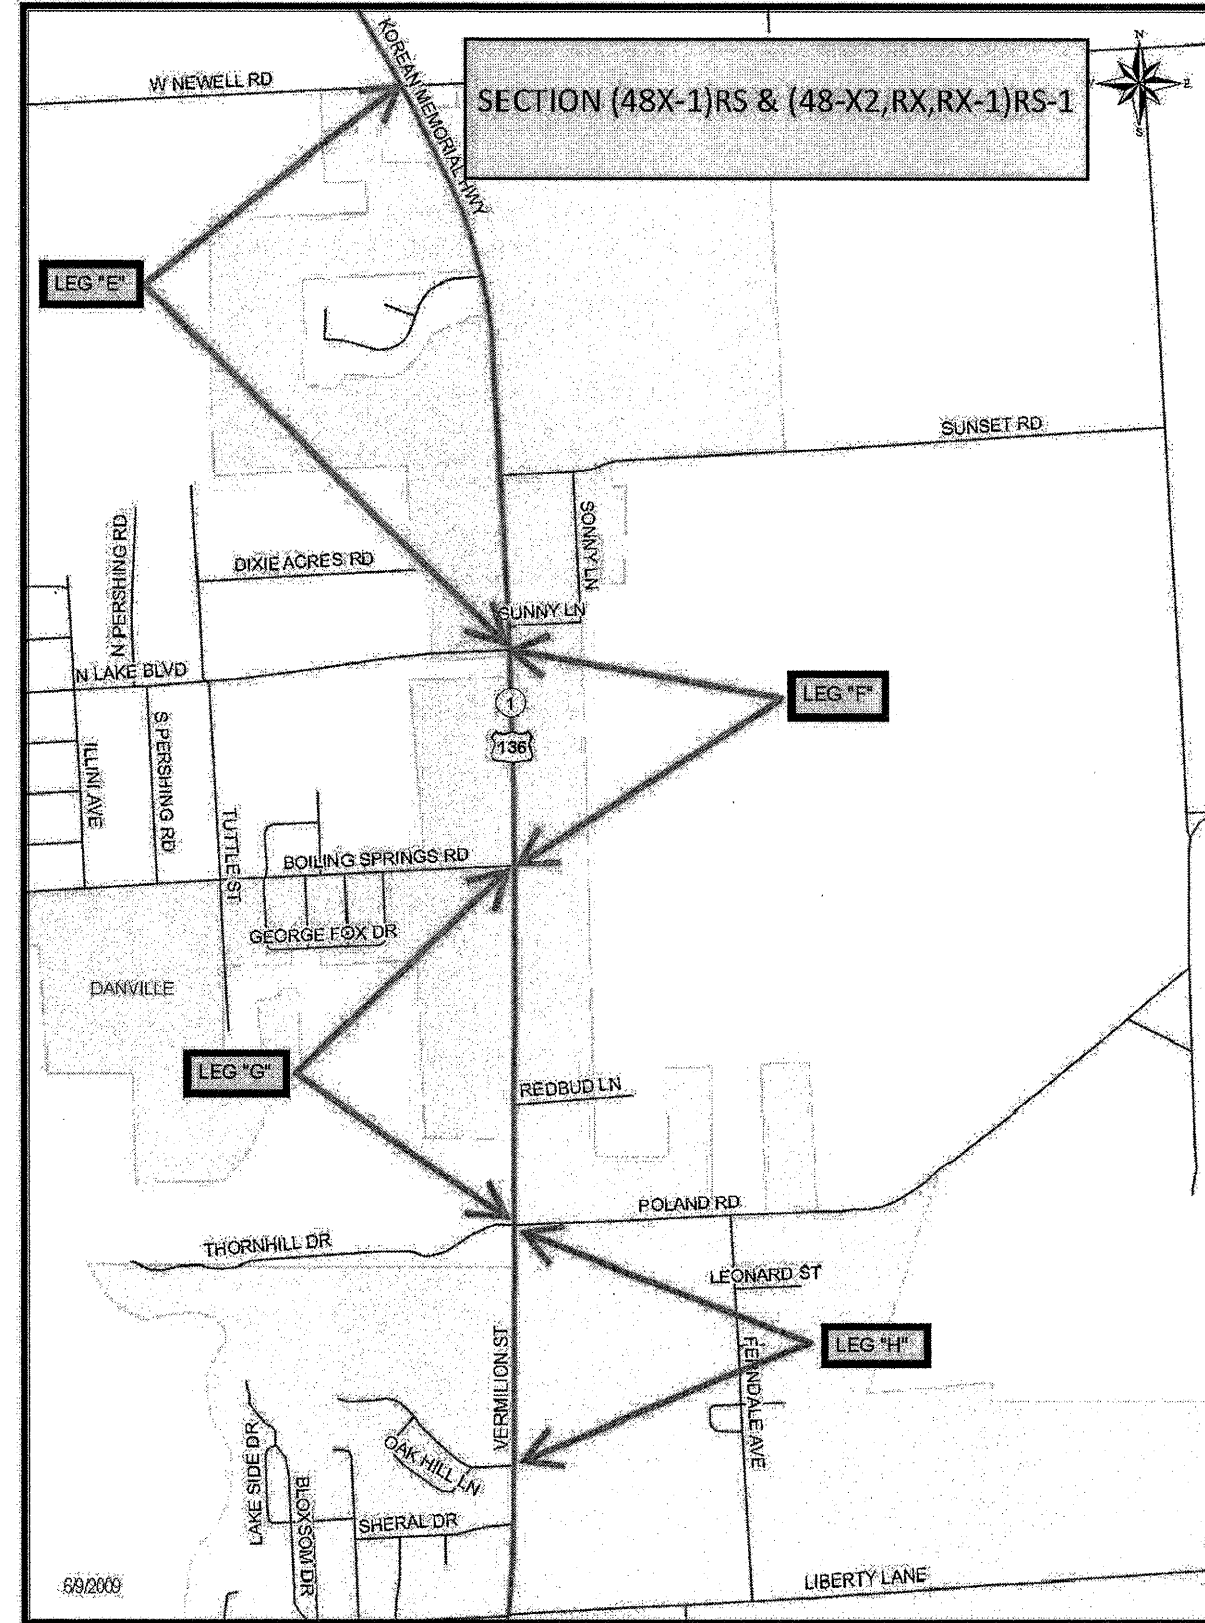 N
E
S
KOREAN MEMORIAL HWY
W NEWELL RD
SECTION (48X-1)RS & (48-X2,RX,RX-1)RS-1
LEG "E"
SUNSET RD
N PERSHING RD
DIXIE ACRES RD
SONNY LN
SUNNY LN
N LAKE BLVD
LEG "F"
1
136
ILLINI AVE
S PERSHING RD
TUTTLE ST
BOILING SPRINGS RD
GEORGE FOX DR
DANVILLE
LEG "G"
REDBUD LN
POLAND RD
THORNHILL DR
LEONARD ST
VERMILION ST
FERNDALE AVE
LEG "H"
LAKE SIDE DR
BLOXSOM DR
OAK HILL LN
SHERAL DR
6/9/2009
LIBERTY LANE